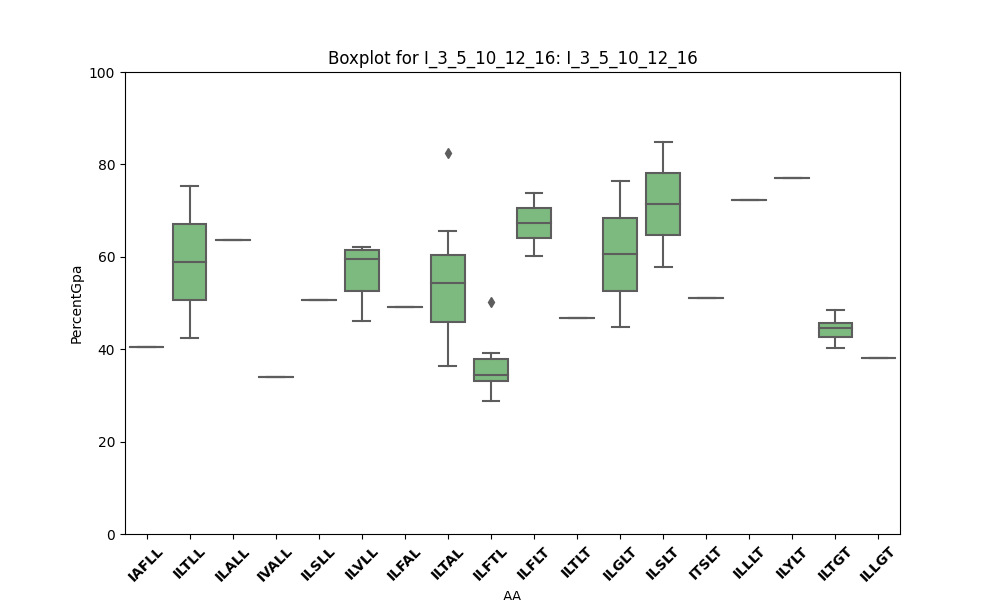 Boxplot for I_3_5_10_12_16: I_3_5_10_12_16
PercentGpa
100
80
60
40
20
0
IAFLL
ILTLL
ILALL
IVALL
ILSLL
ILVLL
ILFAL
ILTAL
ILFTL
ILFLT
ILTLT
ILGLT
ILSLT
ITSLT
ILLLT
ILYLT
ILTGT
ILLGT
AA